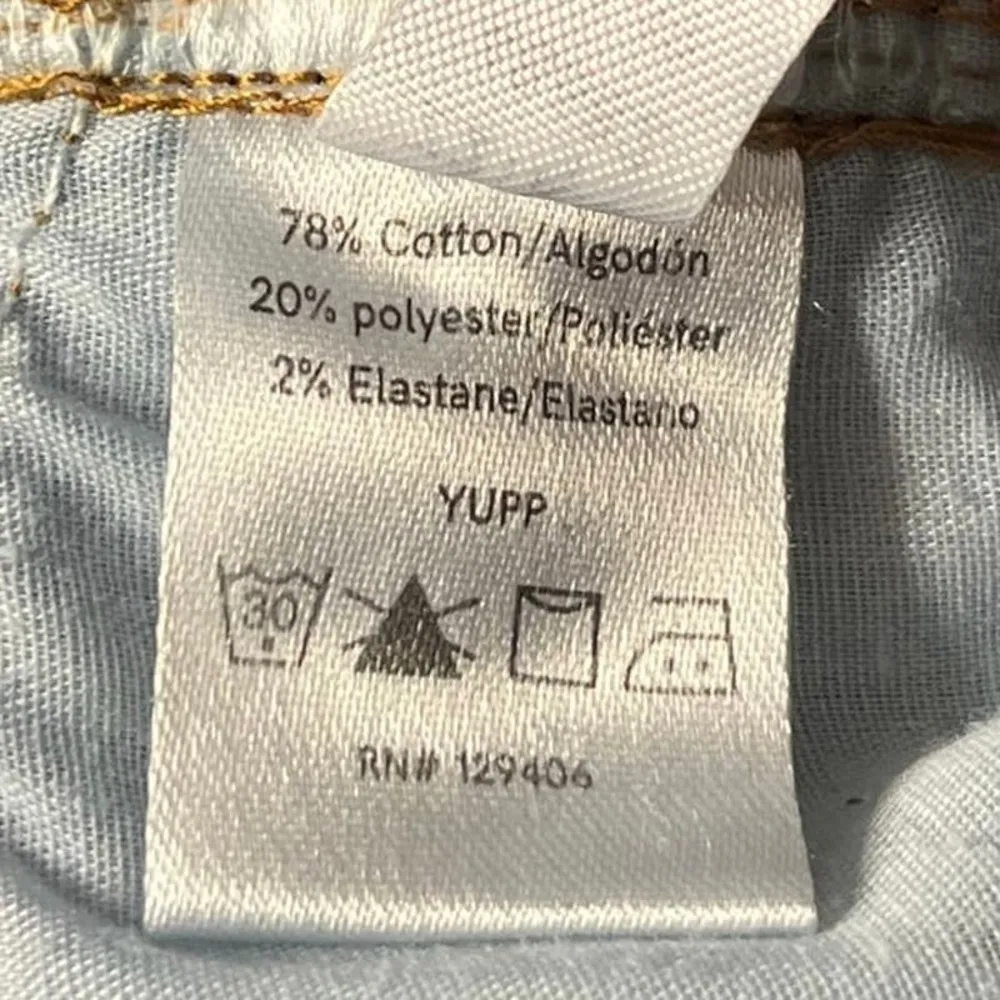 78% Cotton/Algodón
20% polyester/Poliéster
2% Elastane/Elastano
YUPP
30
RN# 129406